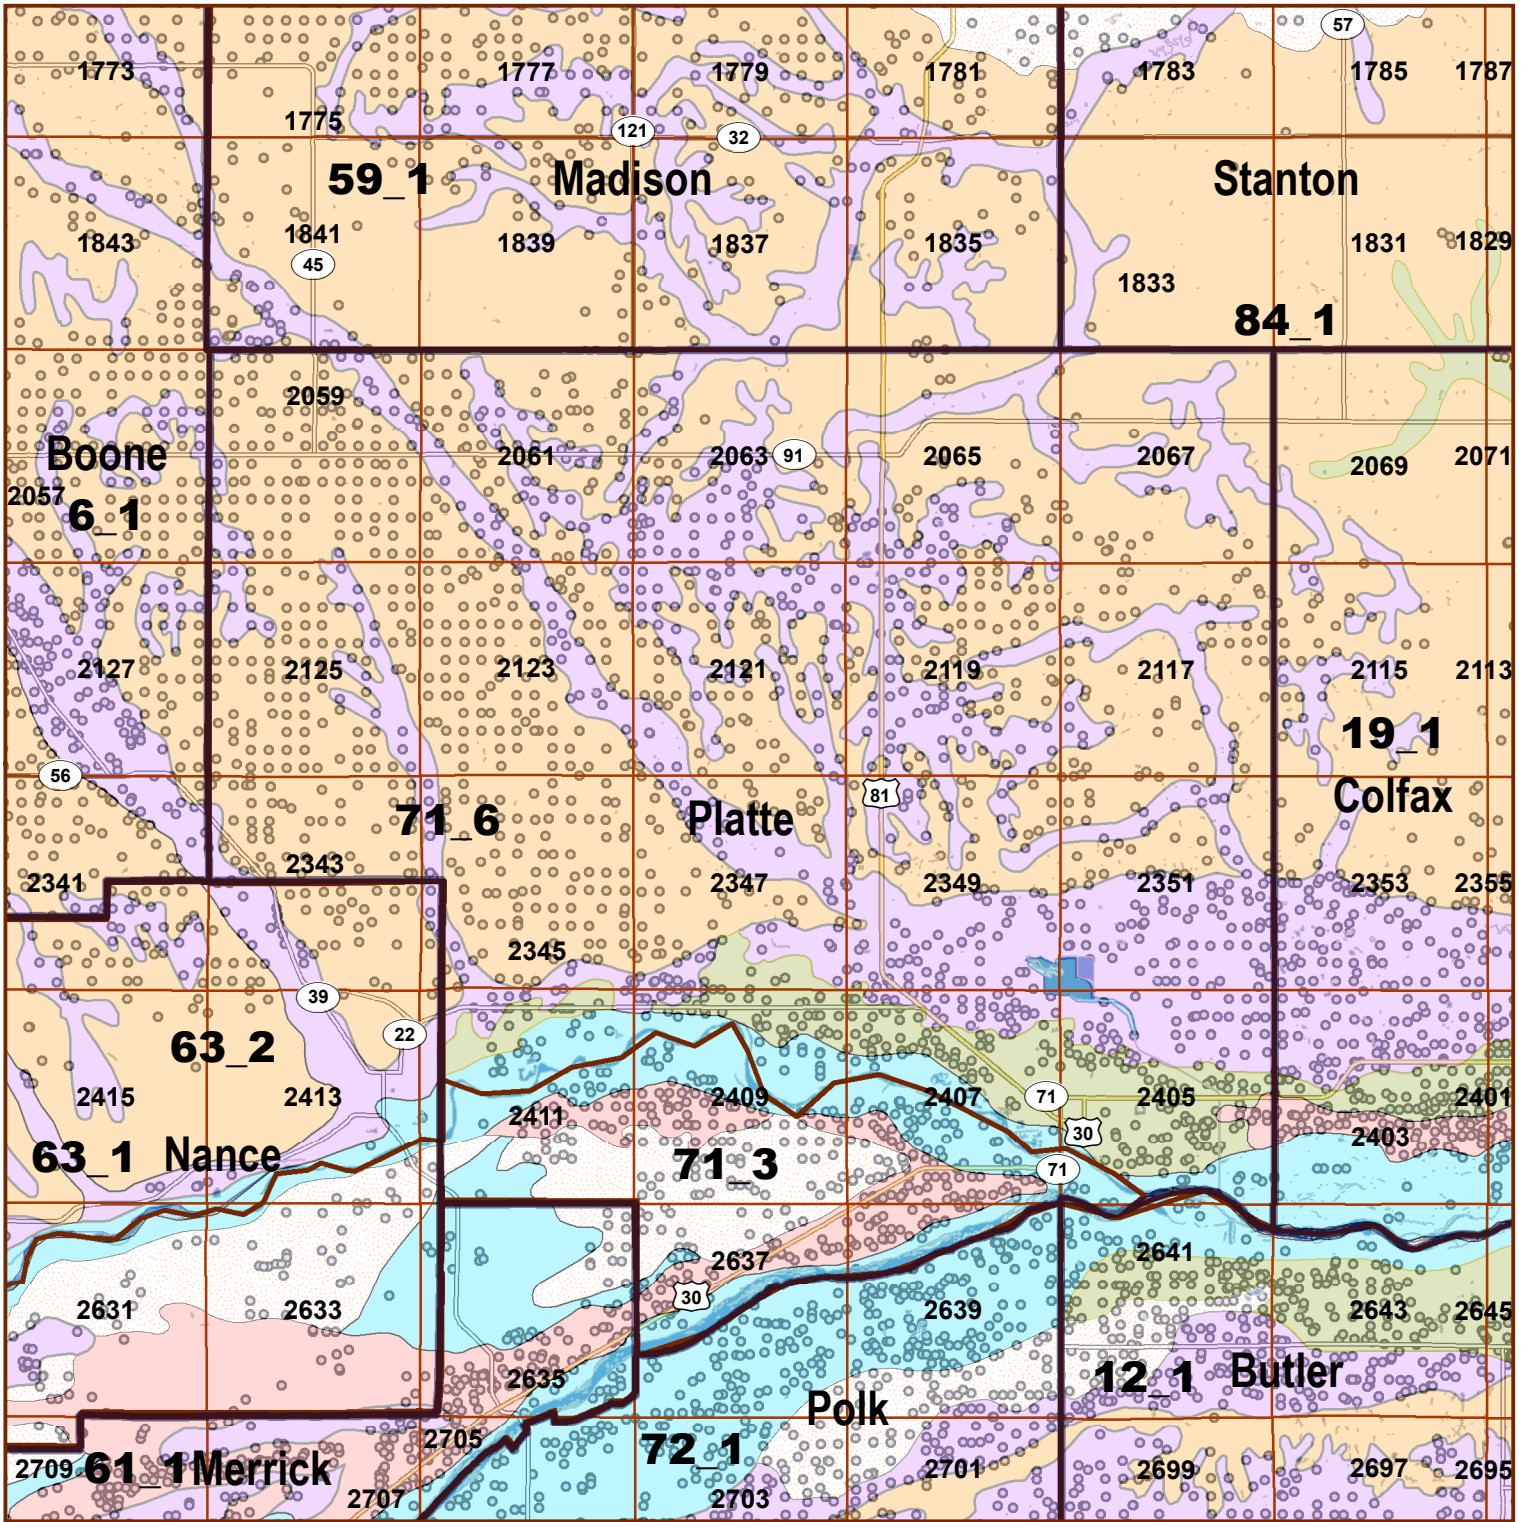 57
1773 1777 1779 1781 1783 1785 1787
1775 121 32
59_1 Madison Stanton
1843 1841 1839 1837 1835 1831 1829
45 1833
84_1
2059
Boone 2061 2063 91 2065 2067 2069 2071
2057
6_1
2127 2125 2123 2121 2119 2117 2115 2113
19_1
56 81 Colfax
71_6 Platte
2341 2343 2347 2349 2351 2353 2355
2345
39
22
63_2
2415 2413 2411 2409 2407 71 2405 2401
30 2403
63_1 Nance 71_3 71
2637 2641
2631 2633 30 2639 2643 2645
2635 12_1 Butler
Polk
2705 72_1
2709 61_1 Merrick 2701 2699 2697 2695
2707 2703